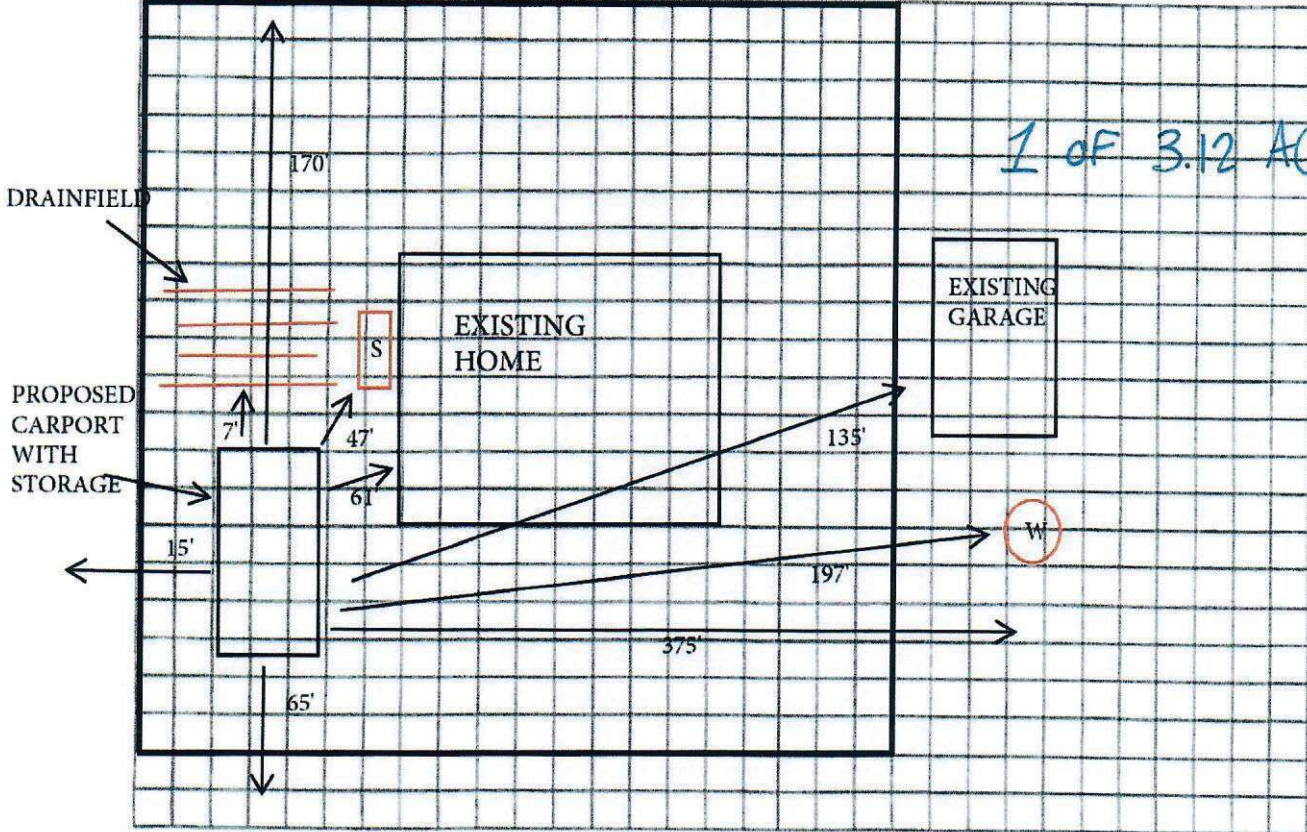 170'
1 OF 3.12 AC
DRAINFIELD
EXISTING
GARAGE
EXISTING
HOME
S
PROPOSED
CARPORT
WITH
STORAGE
7'
47'
135'
61'
W
15'
197'
375'
65'